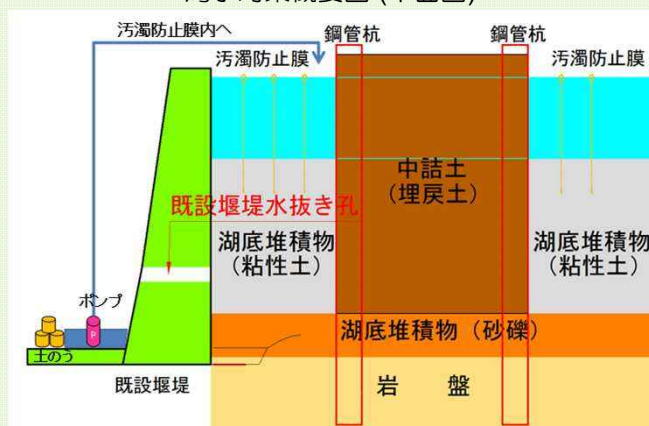 汚濁防止膜内へ
鋼管杭
鋼管杭
汚濁防止膜
汚濁防止膜
中詰土
(埋戻土)
既設堰堤水抜き孔
湖底堆積物
(粘性土)
湖底堆積物
(粘性土)
ポンプ
P
土のう
湖底堆積物（砂礫）
既設堰堤
岩　盤